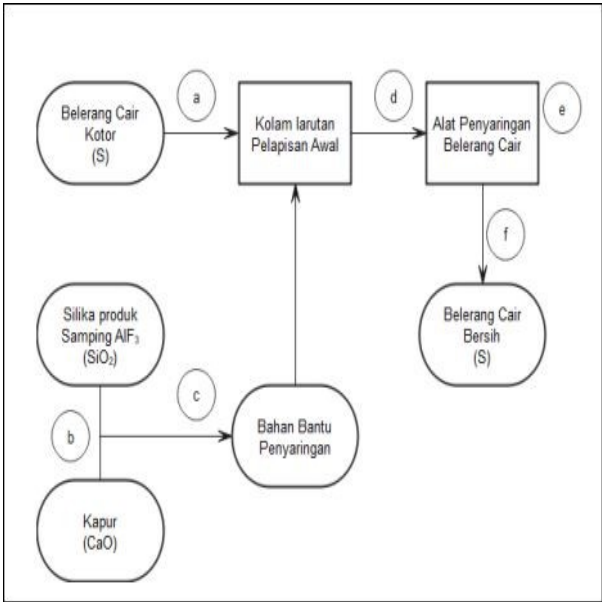 Belerang Cair
Kotor
(S)
a
Kolam larutan
Pelapisan Awal
d
Alat Penyaringan
Belerang Cair
e
f
Belerang Cair
Bersih
(S)
Silika produk
Samping AlF₃
(SiO₂)
b
c
Bahan Bantu
Penyaringan
Kapur
(CaO)